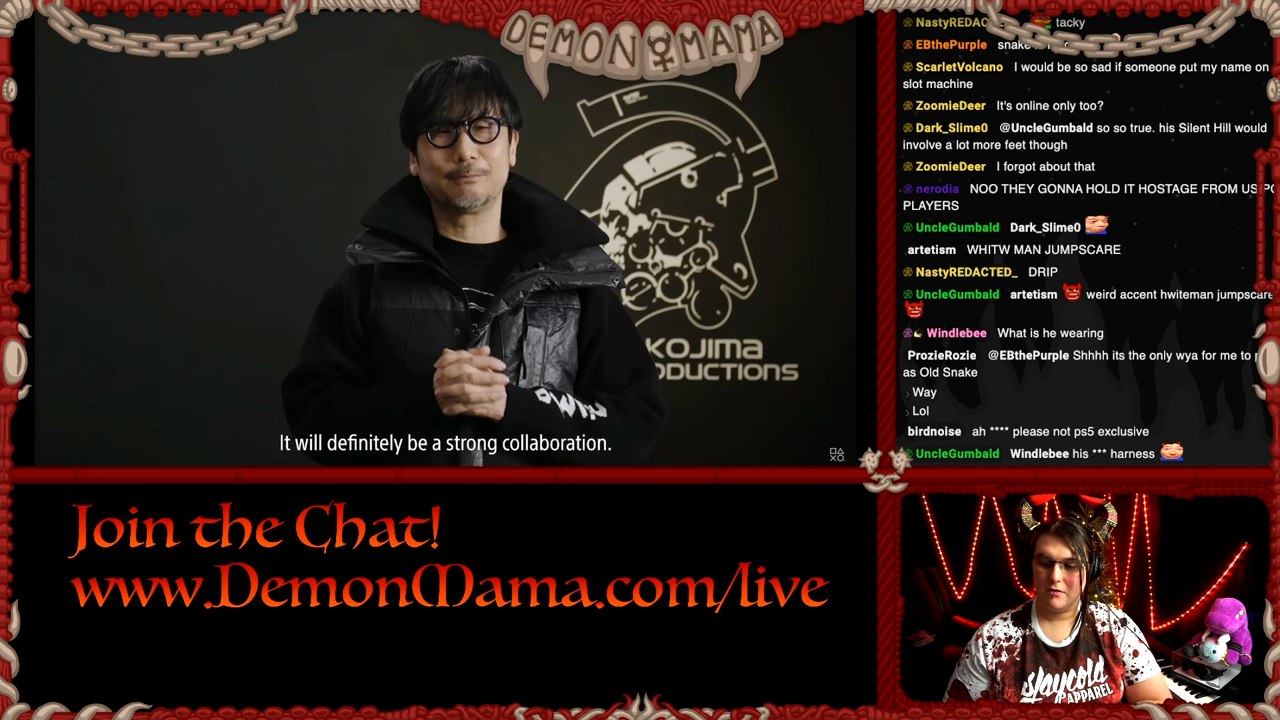 DEMON MAMA
KOJIMA
PRODUCTIONS
It will definitely be a strong collaboration.
NastyREDAC tacky
EBthePurple snake
ScarletVolcano I would be so sad if someone put my name on
slot machine
ZoomieDeer It's online only too?
Dark_Slime0 @UncleGumbald so so true. his Silent Hill would
involve a lot more feet though
ZoomieDeer I forgot about that
nerodia NOO THEY GONNA HOLD IT HOSTAGE FROM US PC
PLAYERS
UncleGumbald Dark_Slime0
artetism WHITW MAN JUMPSCARE
NastyREDACTED_ DRIP
UncleGumbald artetism weird accent hwiteman jumpscare
Windlebee What is he wearing
ProzieRozie @EBthePurple Shhhh its the only wya for me to
as Old Snake
Way
Lol
birdnoise ah **** please not ps5 exclusive
UncleGumbald Windlebee his *** harness
Join the Chat!
www.DemonMama.com/live
slaycold
APPAREL